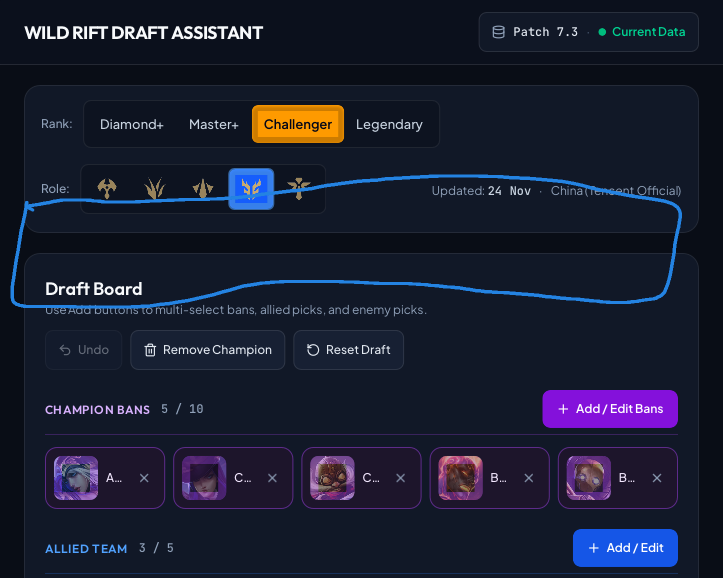 WILD RIFT DRAFT ASSISTANT
Patch 7.3 · Current Data
Rank: Diamond+ Master+ Challenger Legendary
Role: Updated: 24 Nov · China (Tencent Official)
Draft Board
Use Add buttons to multi-select bans, allied picks, and enemy picks.
Undo Remove Champion Reset Draft
CHAMPION BANS 5 / 10 + Add / Edit Bans
A... × C... × C... × B... × B... ×
ALLIED TEAM 3 / 5 + Add / Edit